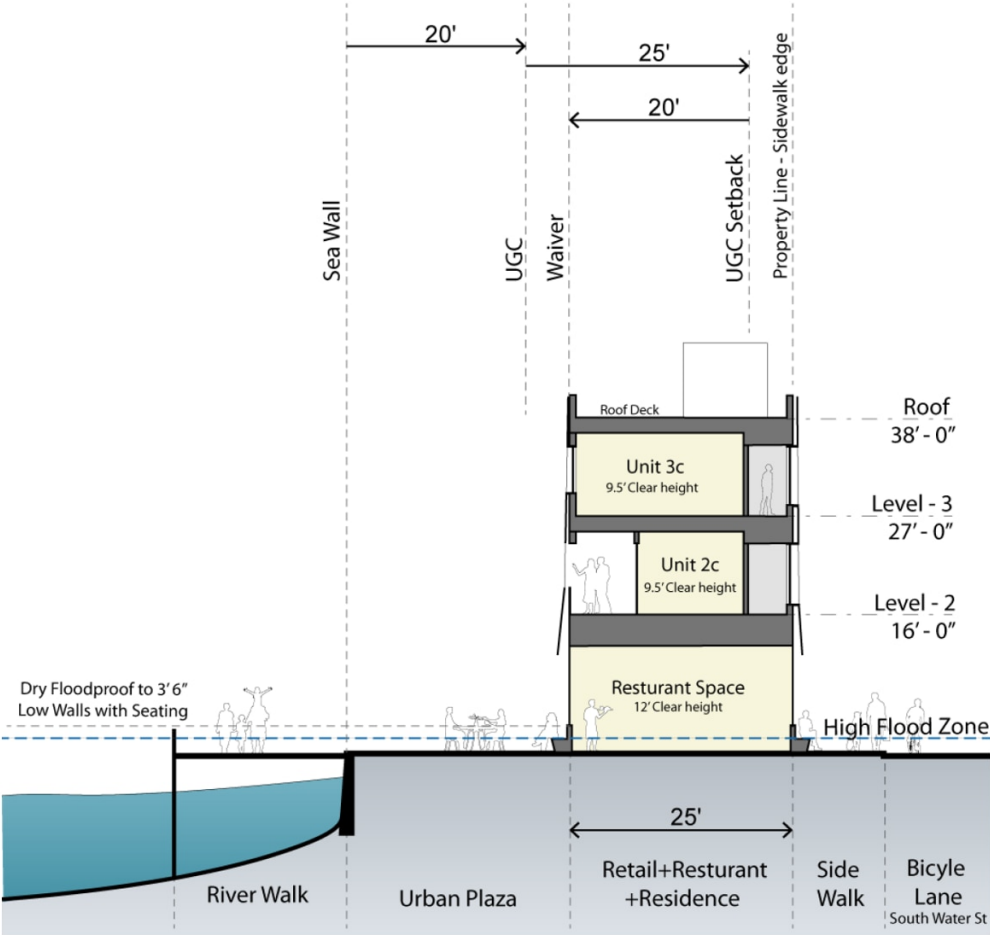 20'
25'
20'
Sea Wall
UGC
Waiver
UGC Setback
Property Line - Sidewalk edge
Roof Deck
Roof
38' - 0"
Unit 3c
9.5' Clear height
Level - 3
27' - 0"
Unit 2c
9.5' Clear height
Level - 2
16' - 0"
Dry Floodproof to 3' 6"
Low Walls with Seating
Resturant Space
12' Clear height
High Flood Zone
25'
River Walk
Urban Plaza
Retail+Resturant
+Residence
Side
Walk
Bicyle
Lane
South Water St